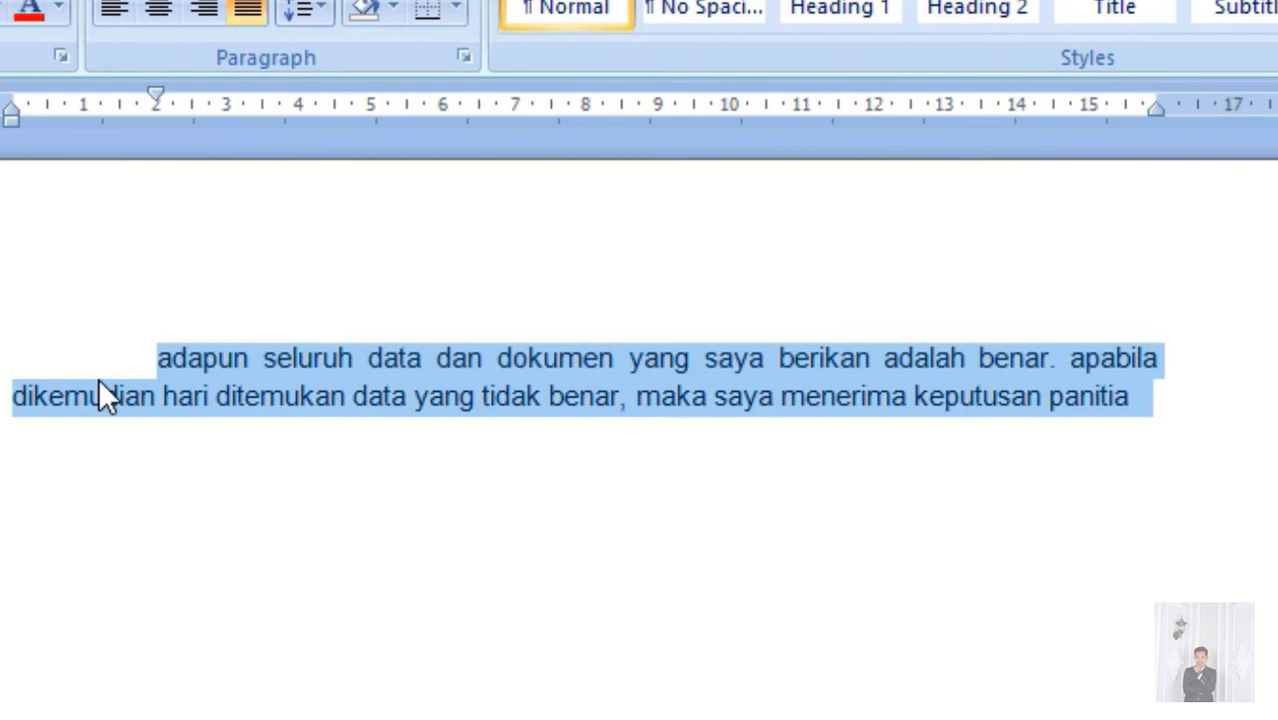 A
¶ Normal ¶ No Spaci... Heading 1 Heading 2 Title Subtitl
Paragraph Styles
1 2 3 4 5 6 7 8 9 10 11 12 13 14 15 17
adapun seluruh data dan dokumen yang saya berikan adalah benar. apabila
dikemudian hari ditemukan data yang tidak benar, maka saya menerima keputusan panitia